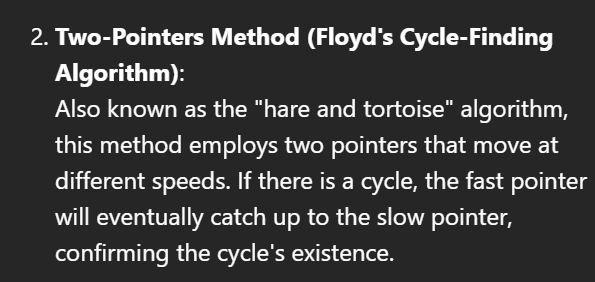 2. Two-Pointers Method (Floyd's Cycle-Finding
Algorithm):
Also known as the "hare and tortoise" algorithm,
this method employs two pointers that move at
different speeds. If there is a cycle, the fast pointer
will eventually catch up to the slow pointer,
confirming the cycle's existence.